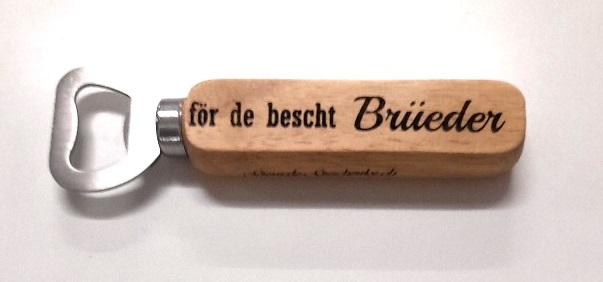 för de bescht Brüeder